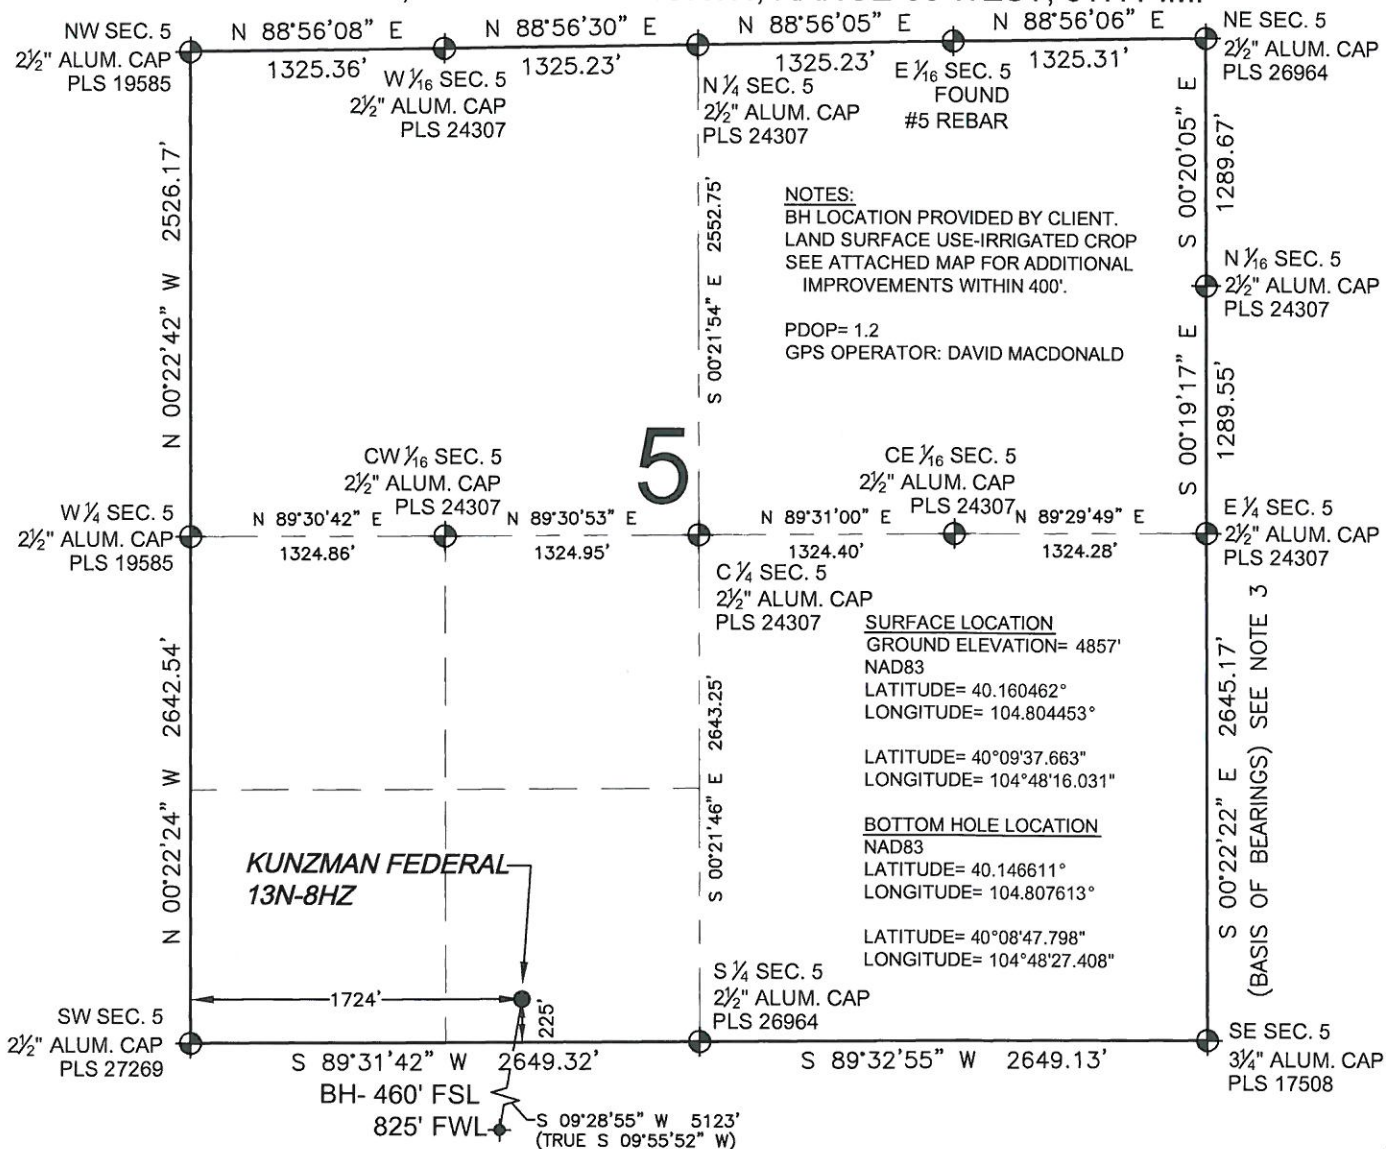 RANGE 66 WEST, 6TH P.M.
NW SEC. 5
2½" ALUM. CAP
PLS 19585
N 88°56'08" E
1325.36'
W 1⁄16 SEC. 5
2½" ALUM. CAP
PLS 24307
N 88°56'30" E
1325.23'
N ¼ SEC. 5
2½" ALUM. CAP
PLS 24307
N 88°56'05" E
1325.23'
E 1⁄16 SEC. 5
FOUND
#5 REBAR
N 88°56'06" E
1325.31'
NE SEC. 5
2½" ALUM. CAP
PLS 26964
N 00°22'42" W 2526.17'
S 00°21'54" E 2552.75'
NOTES:
BH LOCATION PROVIDED BY CLIENT.
LAND SURFACE USE-IRRIGATED CROP
SEE ATTACHED MAP FOR ADDITIONAL
IMPROVEMENTS WITHIN 400'.
PDOP= 1.2
GPS OPERATOR: DAVID MACDONALD
S 00°20'05" E
1289.67'
N 1⁄16 SEC. 5
2½" ALUM. CAP
PLS 24307
S 00°19'17" E
1289.55'
5
W ¼ SEC. 5
2½" ALUM. CAP
PLS 19585
CW 1⁄16 SEC. 5
2½" ALUM. CAP
PLS 24307
N 89°30'42" E
1324.86'
N 89°30'53" E
1324.95'
C ¼ SEC. 5
2½" ALUM. CAP
PLS 24307
CE 1⁄16 SEC. 5
2½" ALUM. CAP
PLS 24307
N 89°31'00" E
1324.40'
N 89°29'49" E
1324.28'
E ¼ SEC. 5
2½" ALUM. CAP
PLS 24307
N 00°22'24" W 2642.54'
S 00°21'46" E 2643.25'
SURFACE LOCATION
GROUND ELEVATION= 4857'
NAD83
LATITUDE= 40.160462°
LONGITUDE= 104.804453°
LATITUDE= 40°09'37.663"
LONGITUDE= 104°48'16.031"
BOTTOM HOLE LOCATION
NAD83
LATITUDE= 40.146611°
LONGITUDE= 104.807613°
LATITUDE= 40°08'47.798"
LONGITUDE= 104°48'27.408"
S 00°22'22" E 2645.17'
(BASIS OF BEARINGS) SEE NOTE 3
KUNZMAN FEDERAL
13N-8HZ
1724'
225'
SW SEC. 5
2½" ALUM. CAP
PLS 27269
S 89°31'42" W 2649.32'
S ¼ SEC. 5
2½" ALUM. CAP
PLS 26964
S 89°32'55" W 2649.13'
SE SEC. 5
3¼" ALUM. CAP
PLS 17508
BH- 460' FSL
825' FWL
S 09°28'55" W 5123'
(TRUE S 09°55'52" W)